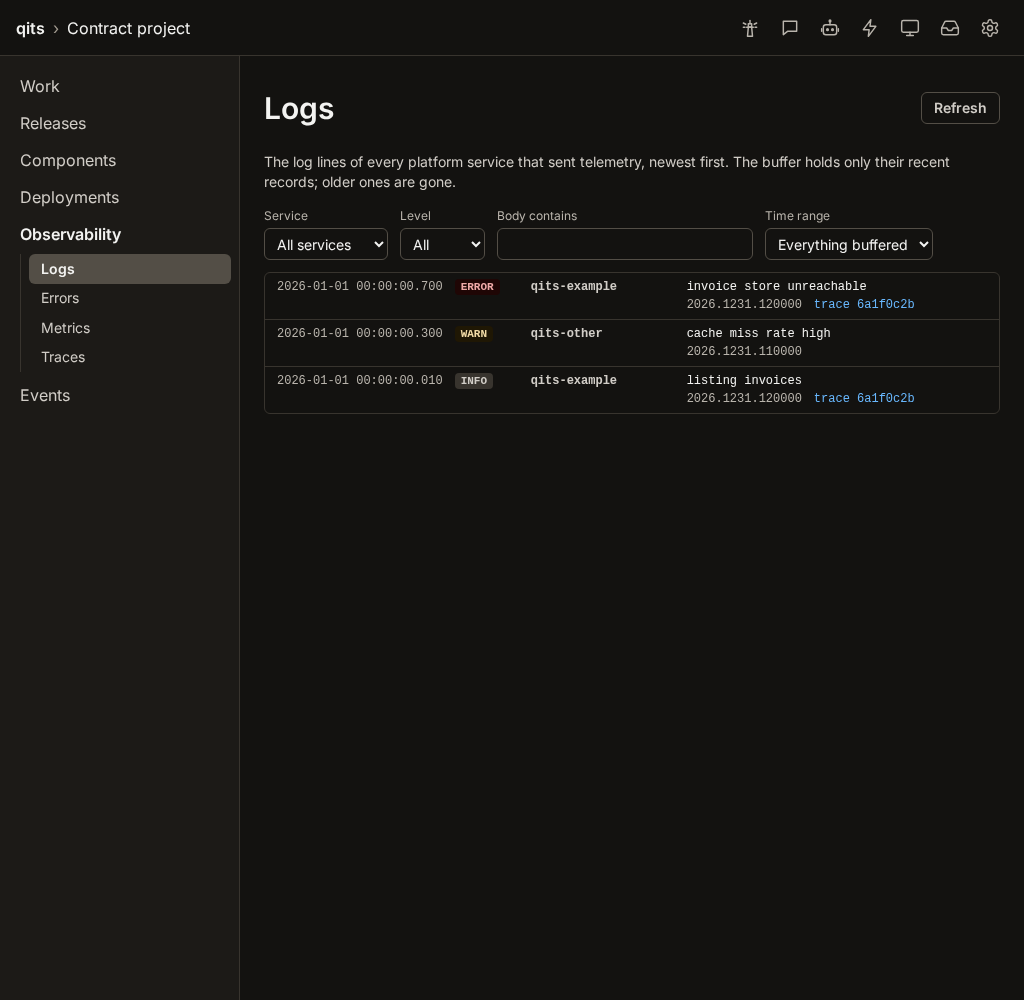 qits › Contract project
Work
Releases
Components
Deployments
Observability
Logs
Errors
Metrics
Traces
Events
Logs
Refresh
The log lines of every platform service that sent telemetry, newest first. The buffer holds only their recent
records; older ones are gone.
Service Level Body contains Time range
All services All Everything buffered
2026-01-01 00:00:00.700 ERROR qits-example invoice store unreachable
2026.1231.120000 trace 6a1f0c2b
2026-01-01 00:00:00.300 WARN qits-other cache miss rate high
2026.1231.110000
2026-01-01 00:00:00.010 INFO qits-example listing invoices
2026.1231.120000 trace 6a1f0c2b